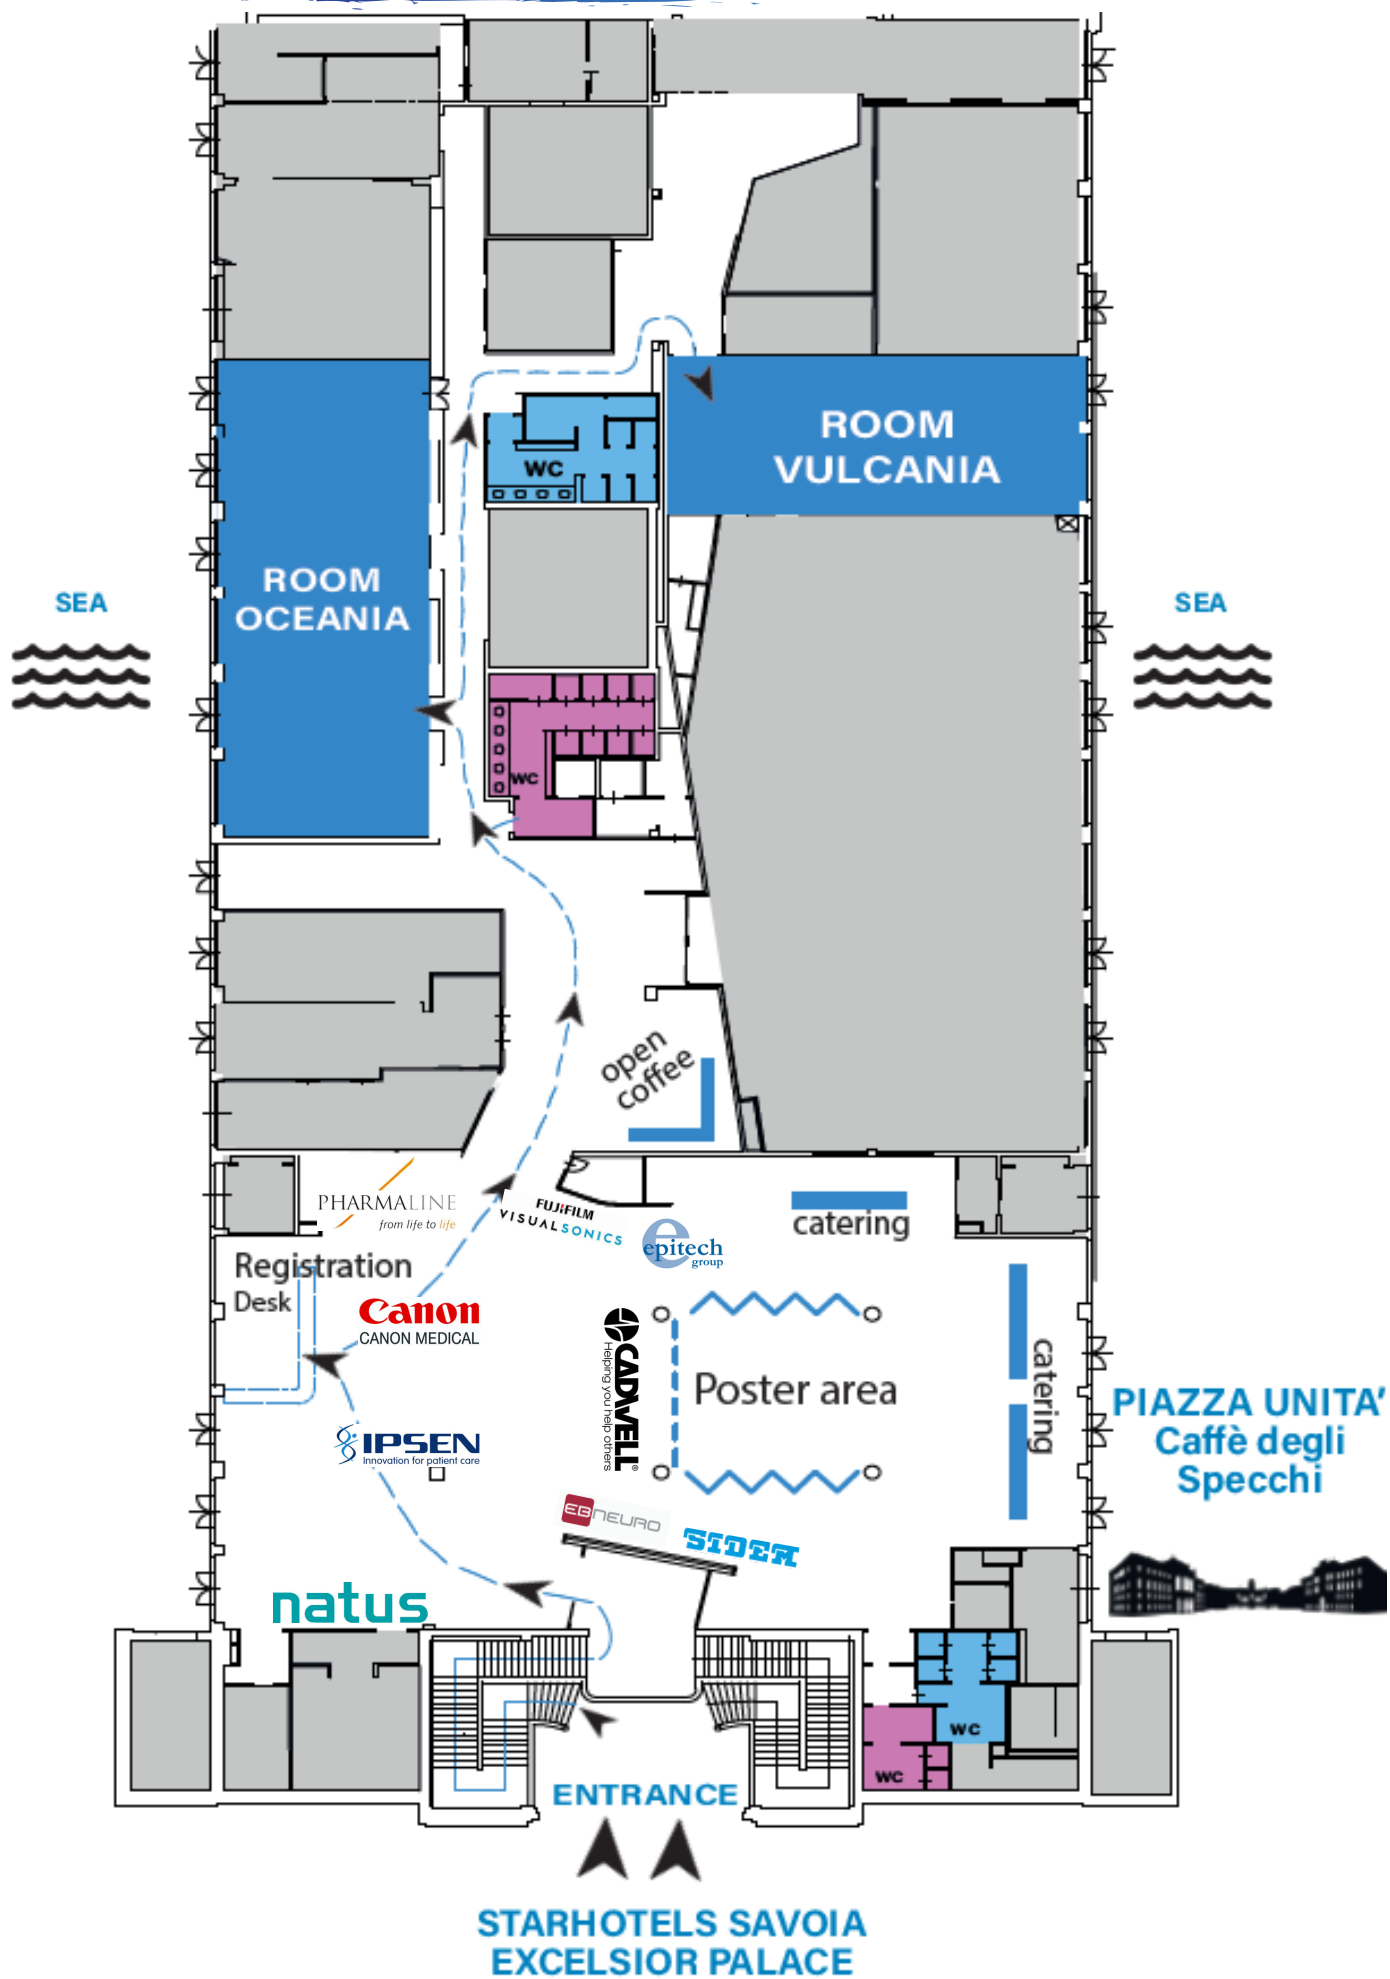 ROOM
VULCANIA
WC
ROOM
OCEANIA
SEA
SEA
WC
open
coffee
PHARMALINE
from life to life
FUJIFILM
VISUALSONICS
epitech
group
catering
Registration
Desk
Canon
CANON MEDICAL
CADWELL®
Helping you help others
Poster area
catering
PIAZZA UNITA'
Caffè degli
Specchi
IPSEN
Innovation for patient care
EBNEURO
SIDEM
natus
WC
WC
ENTRANCE
STARHOTELS SAVOIA
EXCELSIOR PALACE